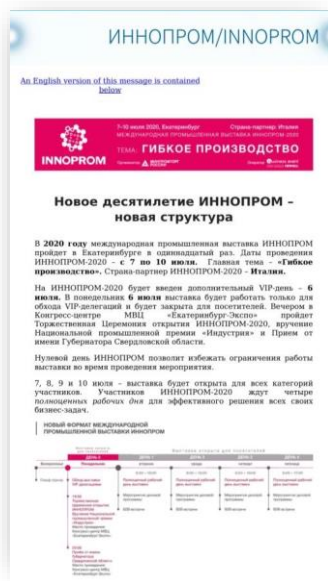 ИННОПРОМ/INNOPROM
An English version of this message is contained
below
7-10 июля 2020, Екатеринбург
Страна-партнер: Италия
МЕЖДУНАРОДНАЯ ПРОМЫШЛЕННАЯ ВЫСТАВКА ИННОПРОМ-2020
ТЕМА: ГИБКОЕ ПРОИЗВОДСТВО
INNOPROM
Новое десятилетие ИННОПРОМ –
новая структура
В 2020 году международная промышленная выставка ИННОПРОМ
пройдет в Екатеринбурге в одиннадцатый раз. Даты проведения
ИННОПРОМ-2020 – с 7 по 10 июля. Главная тема – «Гибкое
производство». Страна-партнер ИННОПРОМ-2020 – Италия.
На ИННОПРОМ-2020 будет введен дополнительный VIP-день – 6
июля. В понедельник 6 июля выставка будет работать только для
обхода VIP-делегаций и будет закрыта для посетителей. Вечером в
Конгресс-центре МВЦ «Екатеринбург-Экспо» пройдет
Торжественная Церемония открытия ИННОПРОМ-2020, вручение
Национальной промышленной премии «Индустрия» и Прием от
имени Губернатора Свердловской области.
Нулевой день ИННОПРОМ позволит избежать ограничения работы
выставки во время проведения мероприятия.
7, 8, 9 и 10 июля – выставка будет открыта для всех категорий
участников. Участников ИННОПРОМ-2020 ждут четыре
полноценных рабочих дня для эффективного решения всех своих
бизнес-задач.
НОВЫЙ ФОРМАТ МЕЖДУНАРОДНОЙ
ПРОМЫШЛЕННОЙ ВЫСТАВКИ ИННОПРОМ